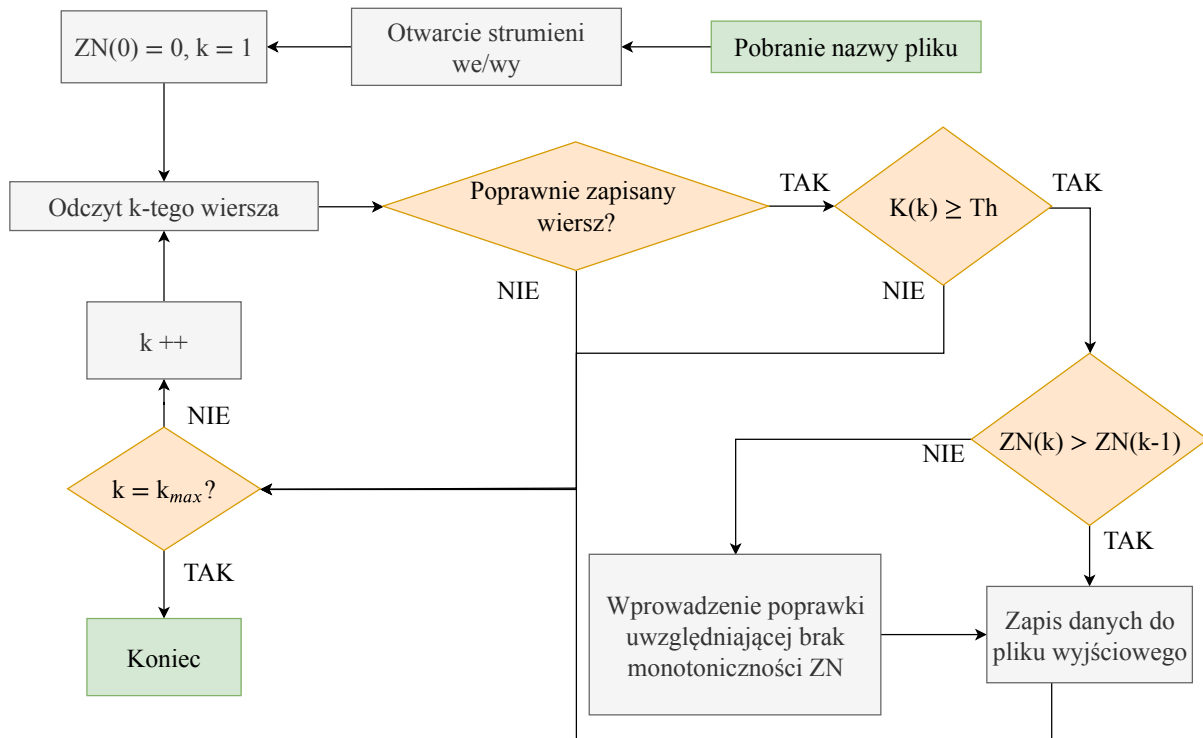 ZN(0) = 0, k = 1
Otwarcie strumieni
we/wy
Pobranie nazwy pliku
Odczyt k-tego wiersza
Poprawnie zapisany
wiersz?
TAK
K(k) ≥ Th
TAK
NIE
NIE
k ++
NIE
k = kmax?
TAK
Koniec
ZN(k) > ZN(k-1)
NIE
TAK
Wprowadzenie poprawki
uwzględniającej brak
monotoniczności ZN
Zapis danych do
pliku wyjściowego